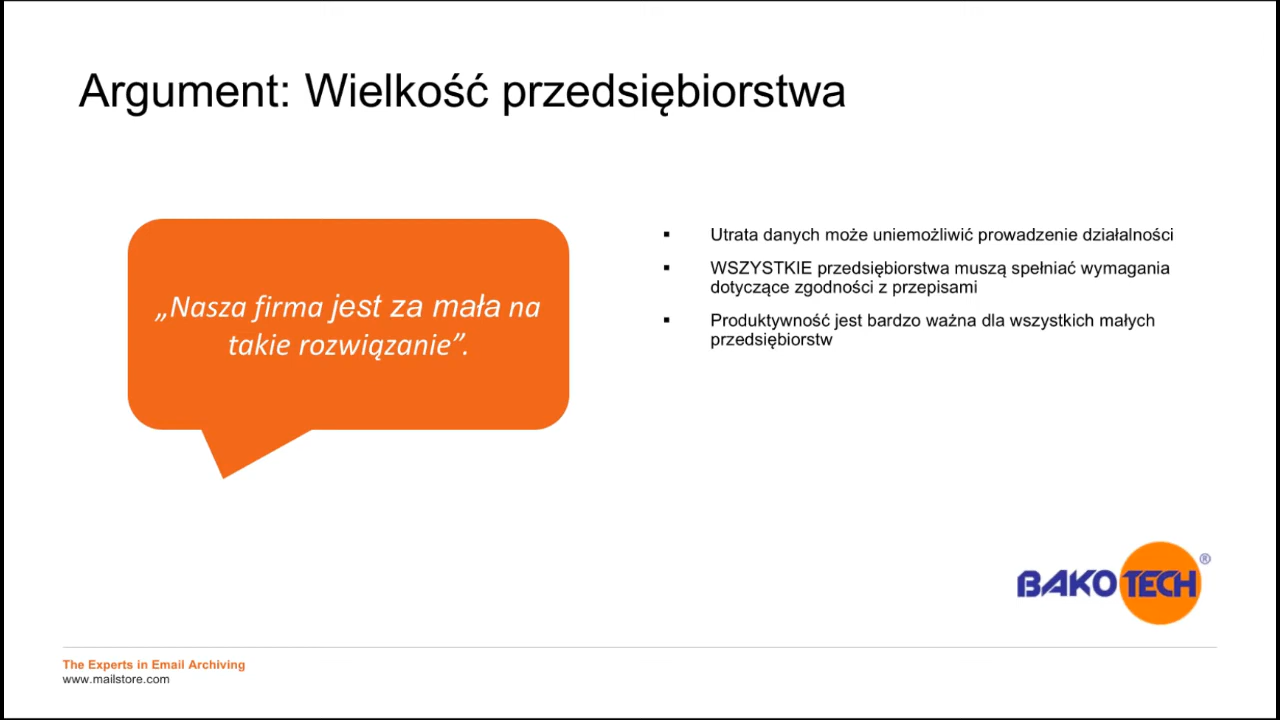 Argument: Wielkość przedsiębiorstwa
„Nasza firma jest za mała na
takie rozwiązanie”.
▪ Utrata danych może uniemożliwić prowadzenie działalności
▪ WSZYSTKIE przedsiębiorstwa muszą spełniać wymagania
dotyczące zgodności z przepisami
▪ Produktywność jest bardzo ważna dla wszystkich małych
przedsiębiorstw
BAKOTECH®
The Experts in Email Archiving
www.mailstore.com